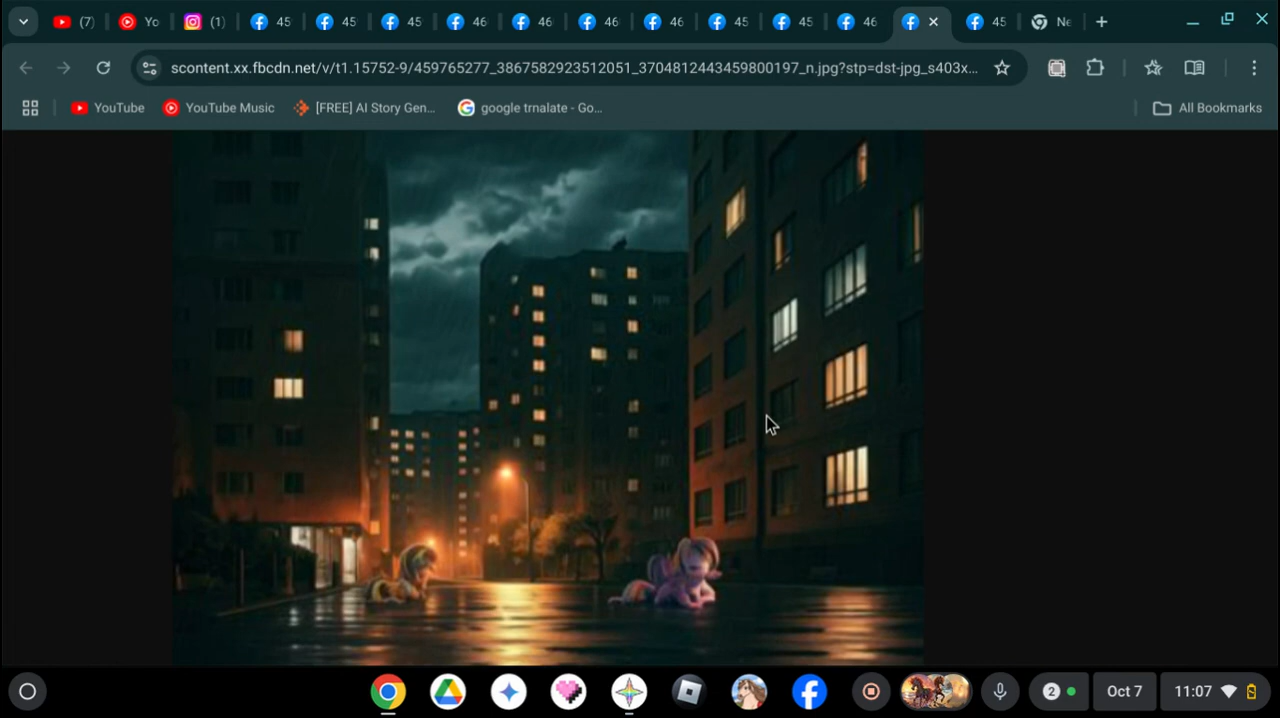 (7)
Yo
(1)
45
45
45
46
46
46
46
45
45
46
45
Ne
scontent.xx.fbcdn.net/v/t1.15752-9/459765277_3867582923512051_3704812443459800197_n.jpg?stp=dst-jpg_s403x...
YouTube
YouTube Music
[FREE] AI Story Gen...
google trnalate - Go...
All Bookmarks
2
Oct 7
11:07